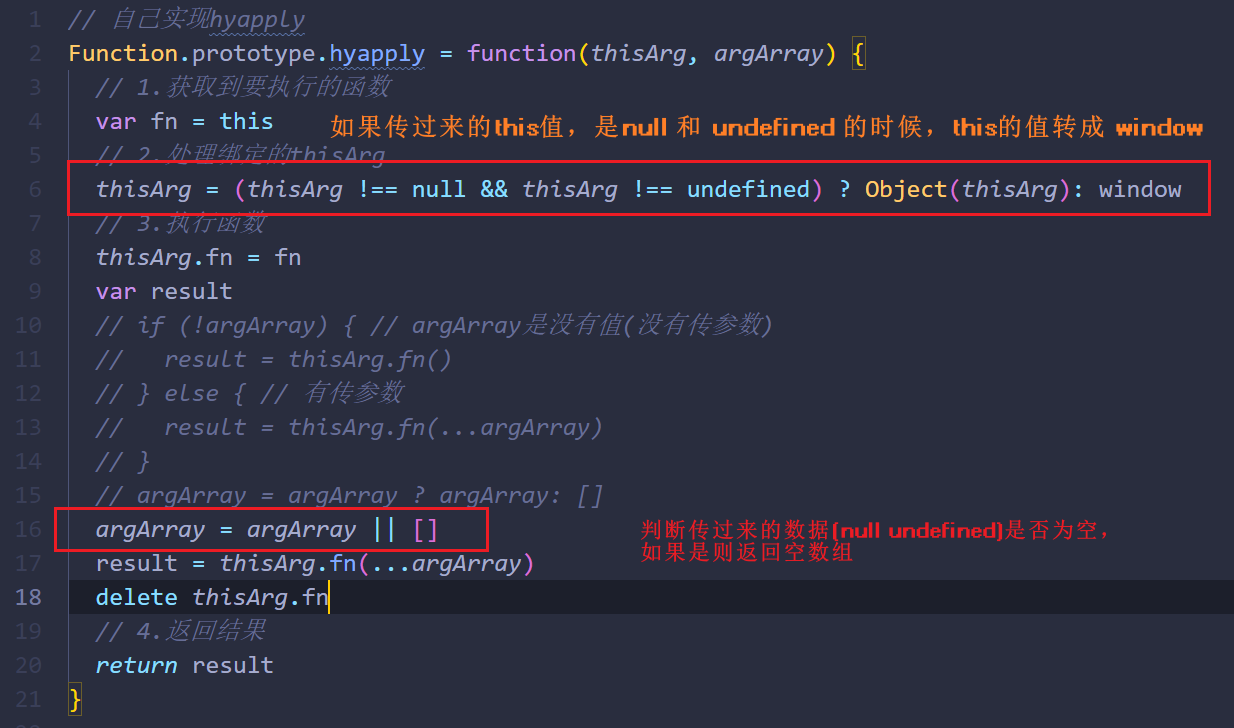 1 // 自己实现hyapply
2 Function.prototype.hyapply = function(thisArg, argArray) {
3 // 1.获取到要执行的函数
4 var fn = this 如果传过来的this值，是null 和 undefined 的时候，this的值转成 window
5 // 2.处理绑定的thisArg
6 thisArg = (thisArg !== null && thisArg !== undefined) ? Object(thisArg): window
7 // 3.执行函数
8 thisArg.fn = fn
9 var result
10 // if (!argArray) { // argArray是没有值(没有传参数)
11 //   result = thisArg.fn()
12 // } else { // 有传参数
13 //   result = thisArg.fn(...argArray)
14 // }
15 // argArray = argArray ? argArray: []
16 argArray = argArray || []
判断传过来的数据(null undefined)是否为空，
如果是则返回空数组
17 result = thisArg.fn(...argArray)
18 delete thisArg.fn
19 // 4.返回结果
20 return result
21 }